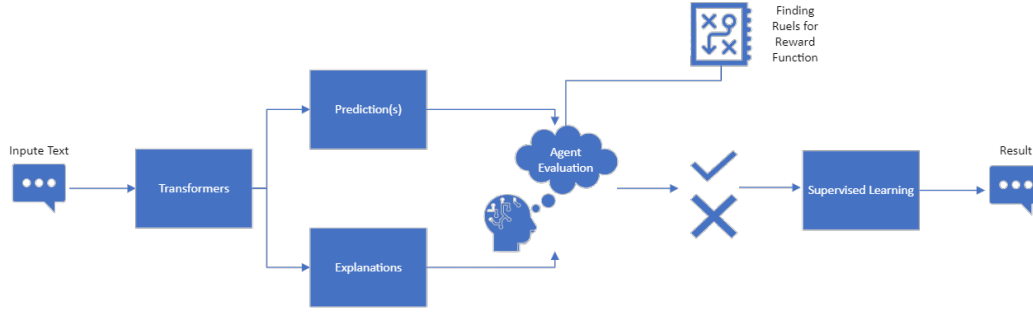 Inpute Text
Transformers
Prediction(s)
Explanations
Agent
Evaluation
Finding
Ruels for
Reward
Function
Supervised Learning
Result